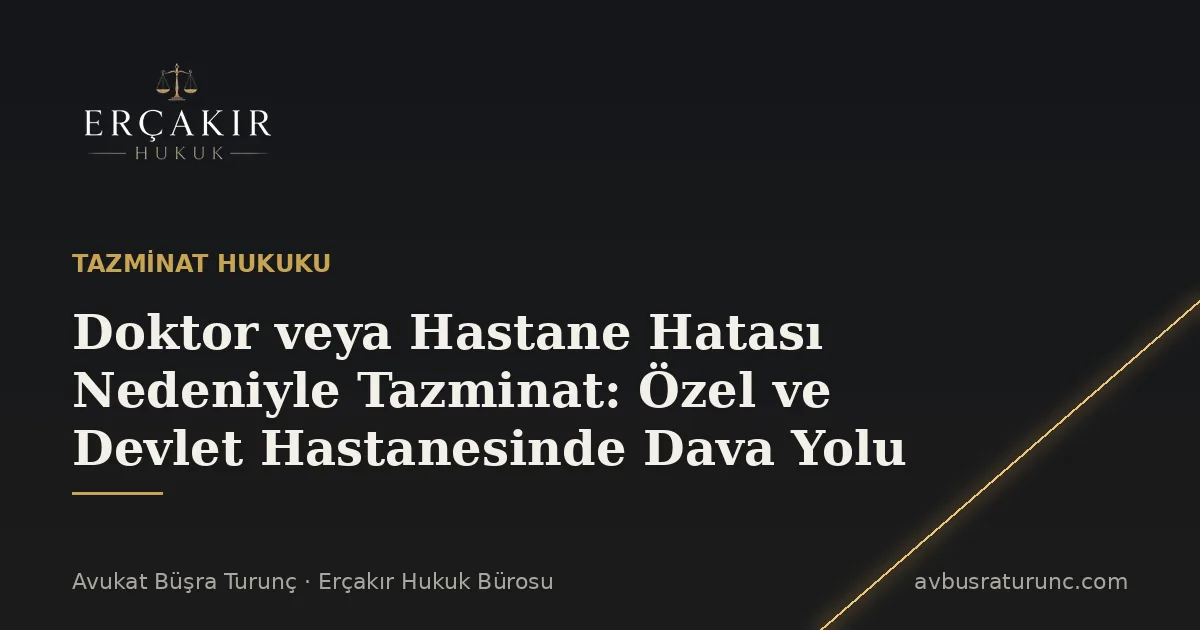 ERÇAKIR
HUKUK
TAZMİNAT HUKUKU
Doktor veya Hastane Hatası
Nedeniyle Tazminat: Özel ve
Devlet Hastanesinde Dava Yolu
Avukat Büşra Turunç · Erçakır Hukuk Bürosu
avbusraturunc.com